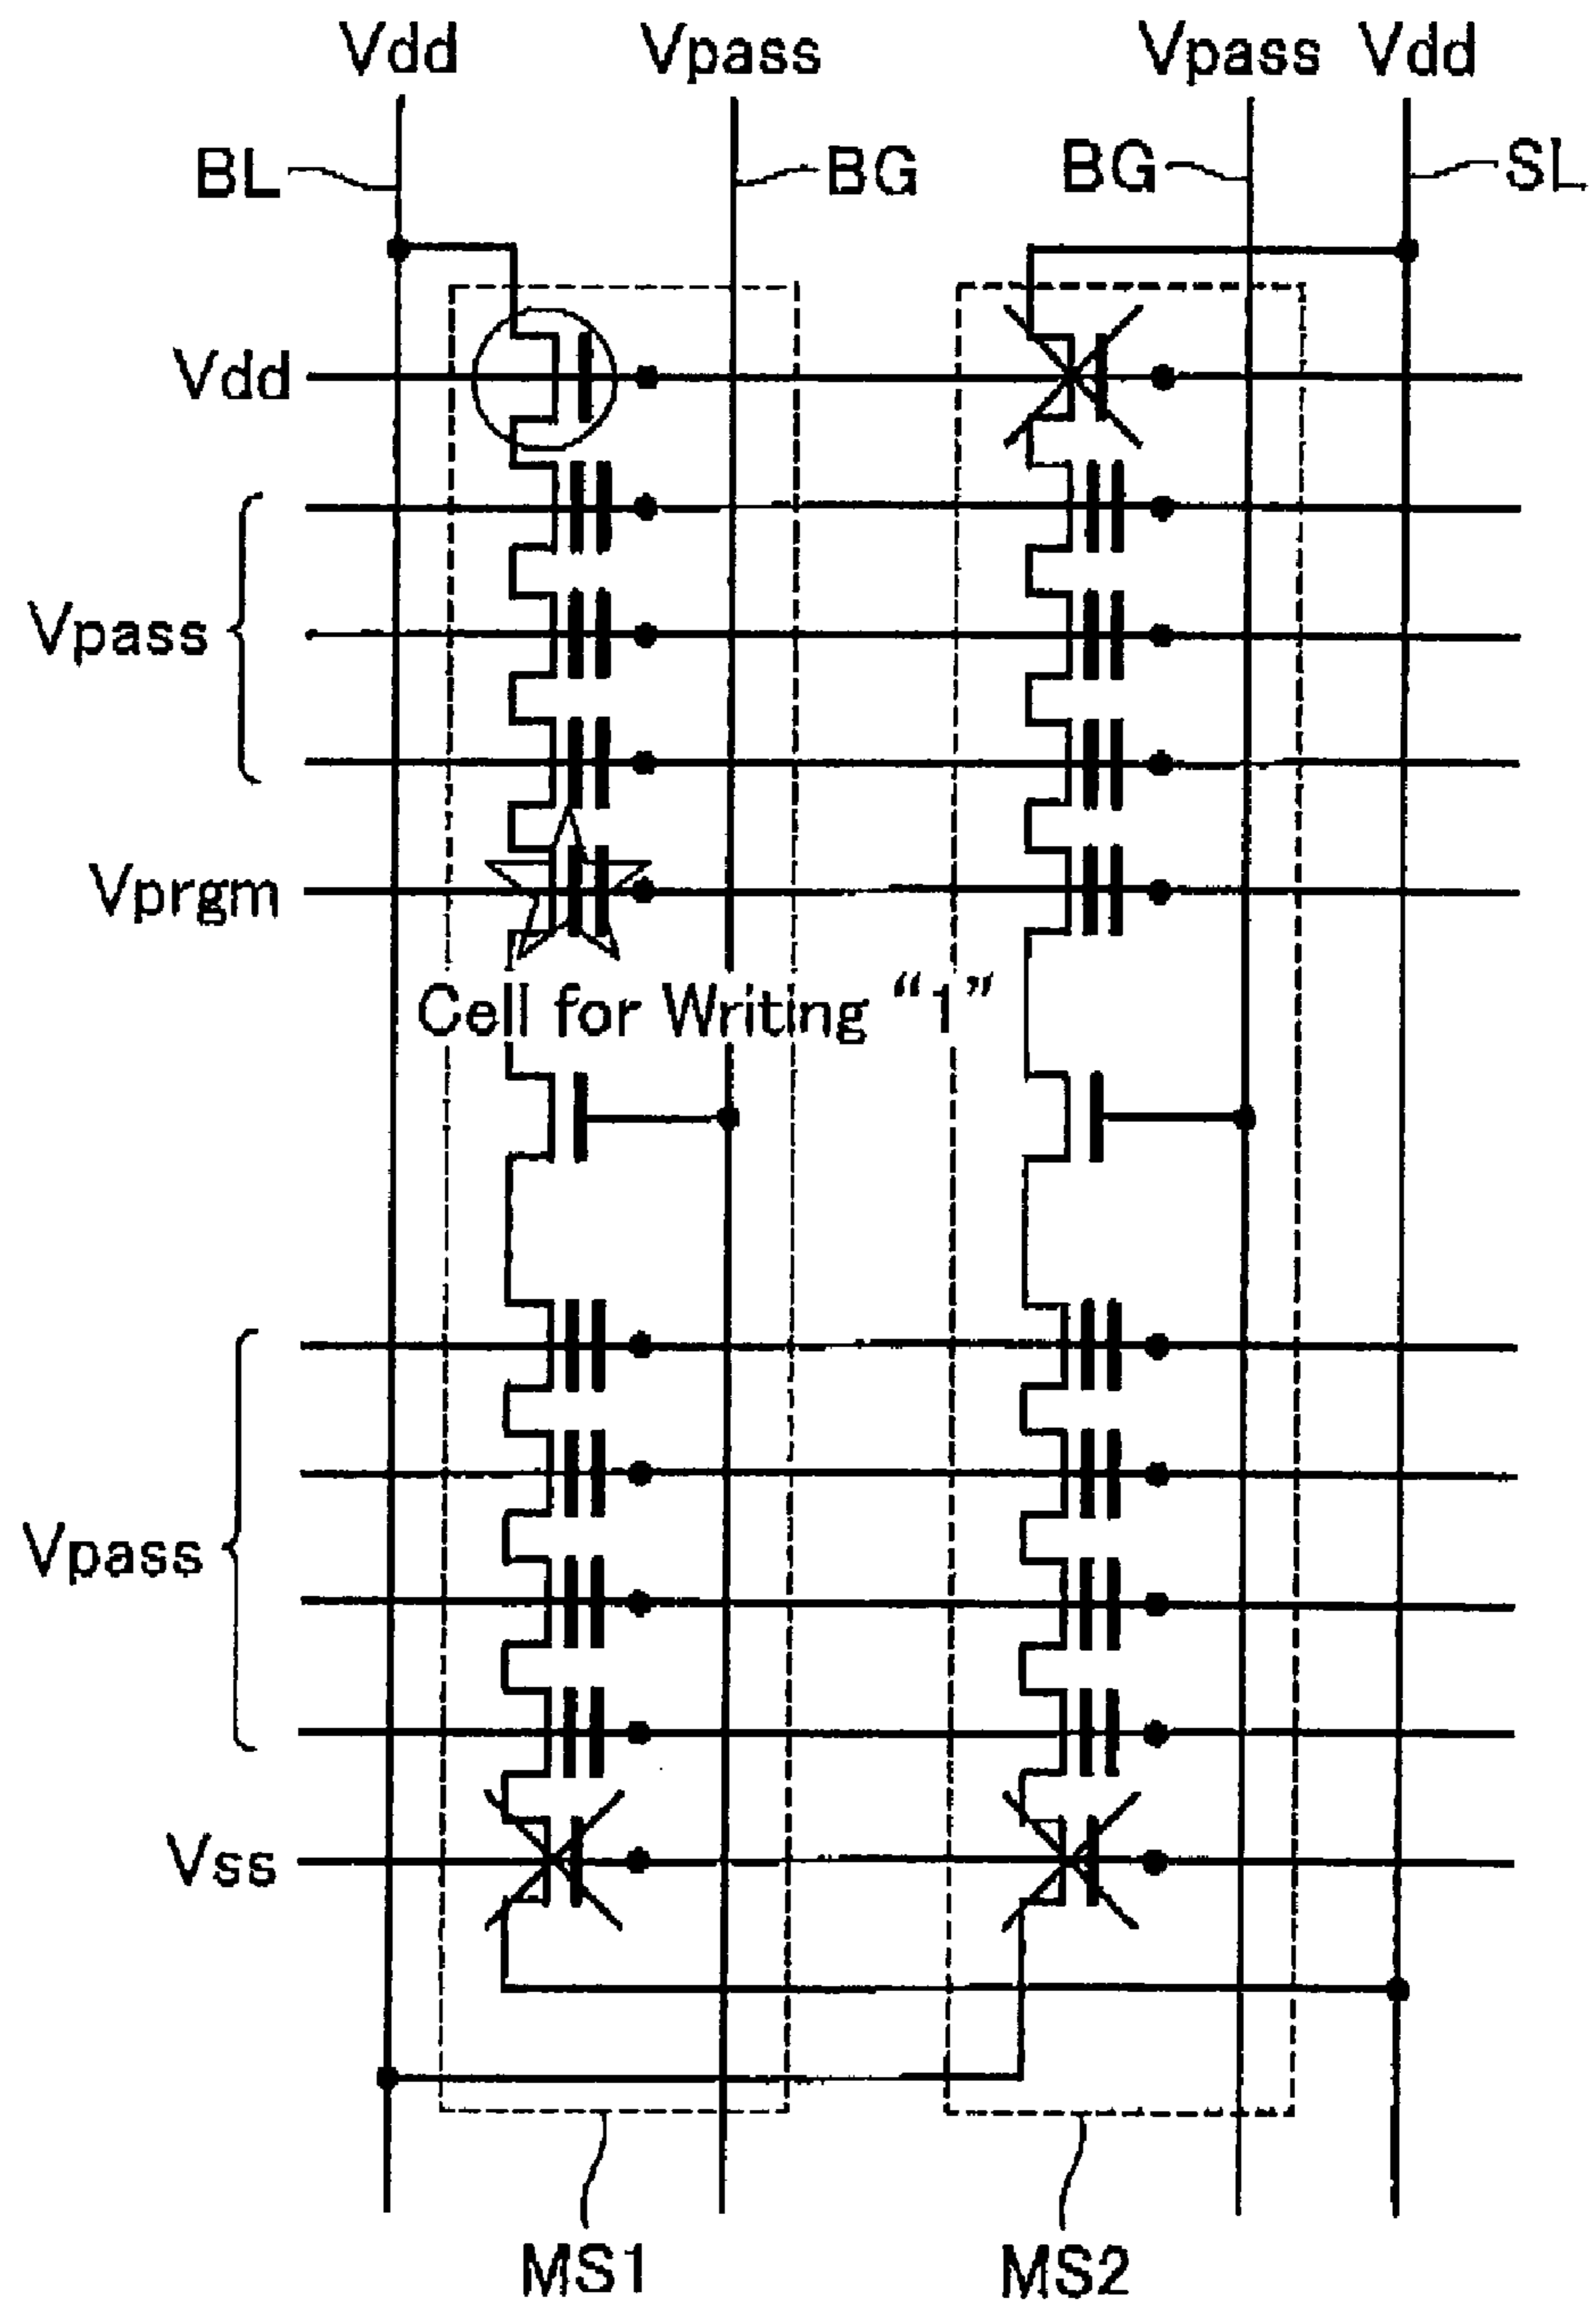 Vdd Vpass Vpass Vdd
BL BG BG SL
Vdd
Vpass
Vprgm
Cell for Writing “1”
Vpass
Vss
MS1 MS2